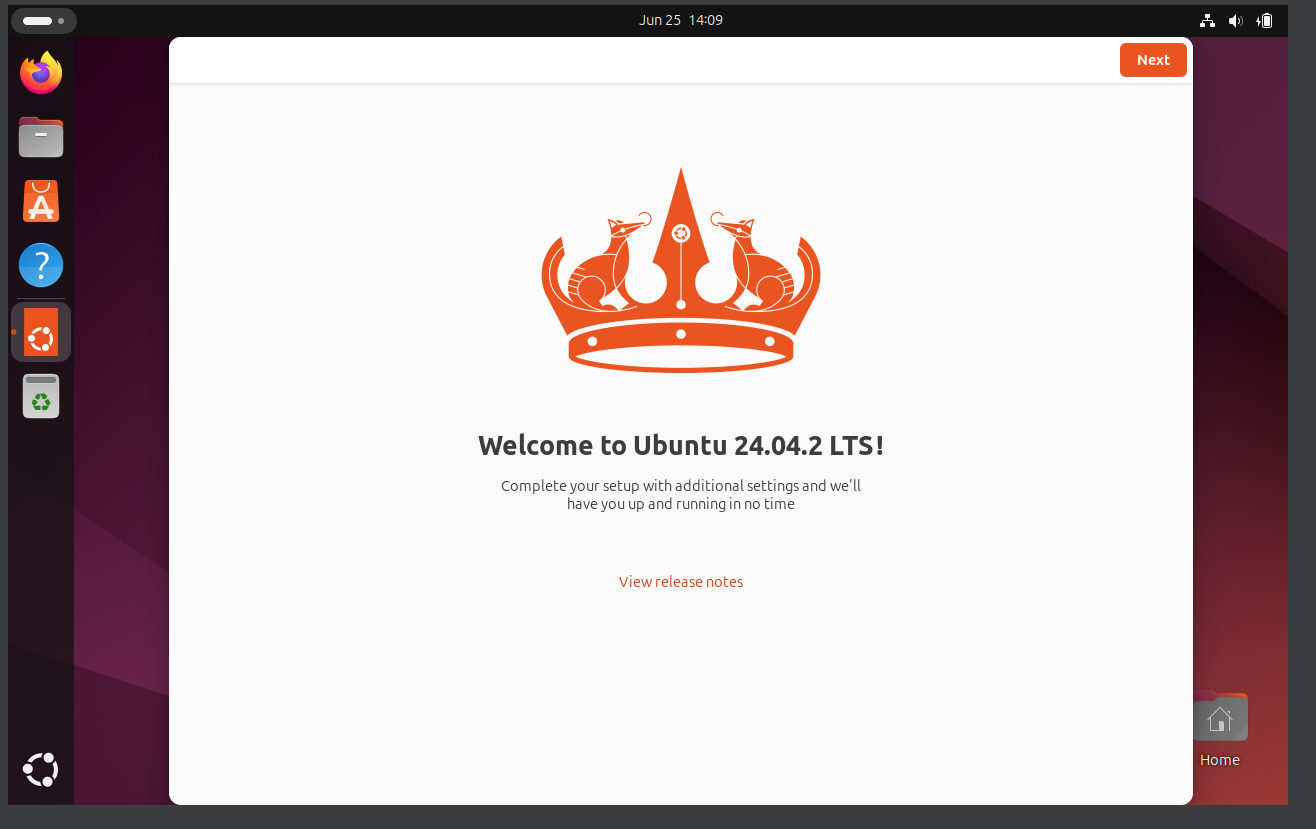 Jun 25 14:09
Next
Welcome to Ubuntu 24.04.2 LTS!
Complete your setup with additional settings and we'll
have you up and running in no time
View release notes
Home